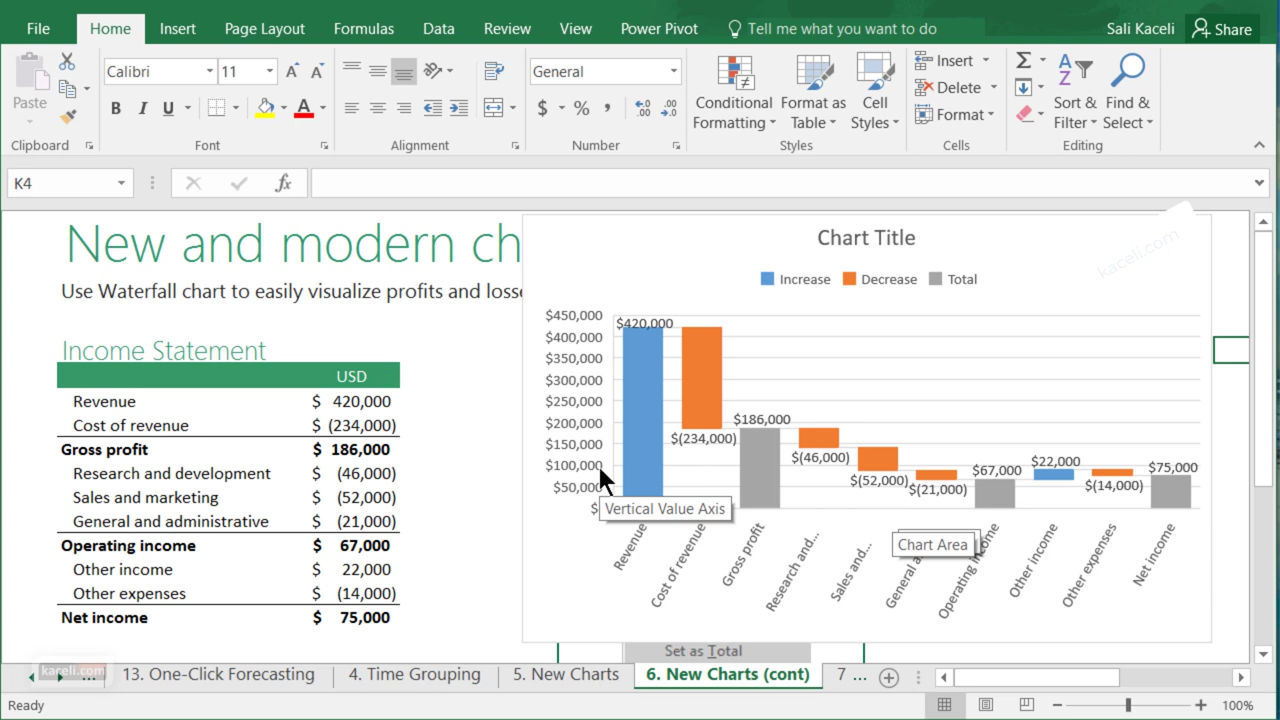 File Home Insert Page Layout Formulas Data Review View Power Pivot Tell me what you want to do Sali Kaceli Share
Calibri 11 General Insert
Paste Conditional Formatting Format as Table Cell Styles Delete Sort & Filter Find & Select
B I U $ % , Format
Clipboard Font Alignment Number Styles Cells Editing
K4 fx
New and modern ch
Use Waterfall chart to easily visualize profits and losse
Income Statement
USD
Revenue $ 420,000
Cost of revenue $ (234,000)
Gross profit $ 186,000
Research and development $ (46,000)
Sales and marketing $ (52,000)
General and administrative $ (21,000)
Operating income $ 67,000
Other income $ 22,000
Other expenses $ (14,000)
Net income $ 75,000
Chart Title
kaceli.com
Increase Decrease Total
$450,000
$400,000
$350,000
$300,000
$250,000
$200,000
$150,000
$100,000
$50,000
$
$420,000
$(234,000)
$186,000
$(46,000)
$(52,000)
$(21,000)
$67,000
$22,000
$(14,000)
$75,000
Vertical Value Axis
Chart Area
Revenue
Cost of revenue
Gross profit
Research and...
Sales and...
General a
Operating income
Other income
Other expenses
Net income
Set as Total
kaceli.com
... 13. One-Click Forecasting 4. Time Grouping 5. New Charts 6. New Charts (cont) 7 ...
Ready 100%